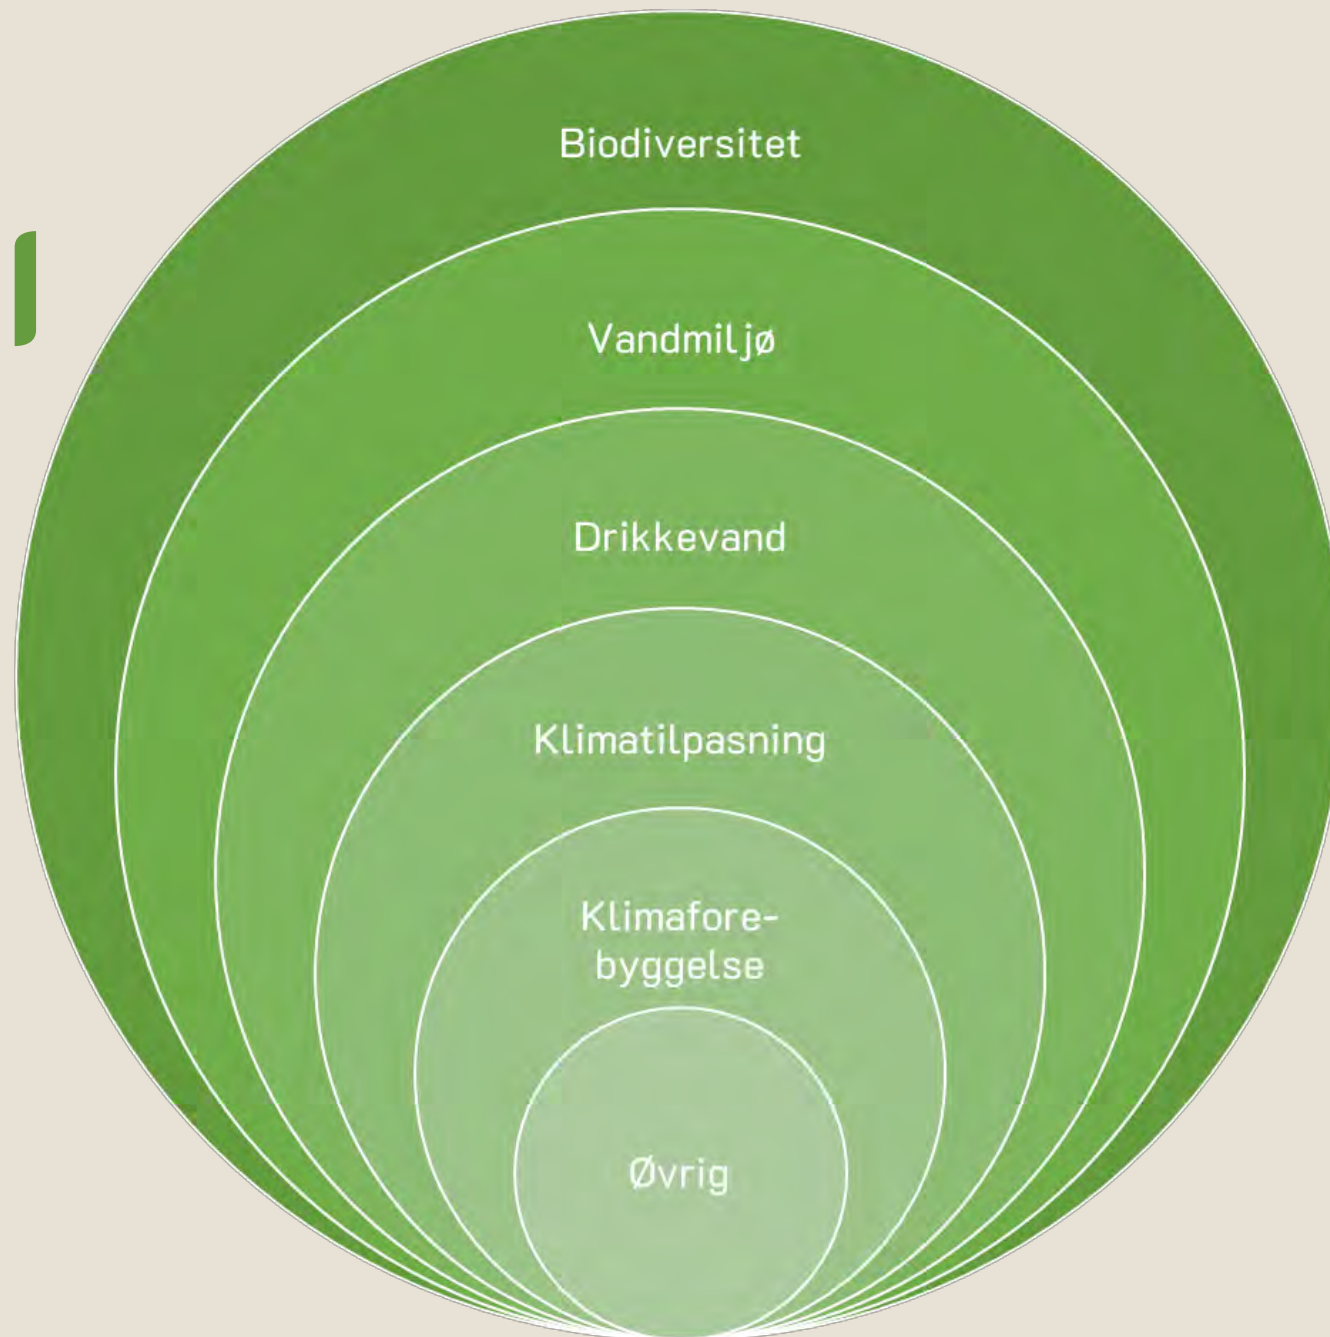 Biodiversitet
Vandmiljø
Drikkevand
Klimatilpasning
Klimafore-
byggelse
Øvrig